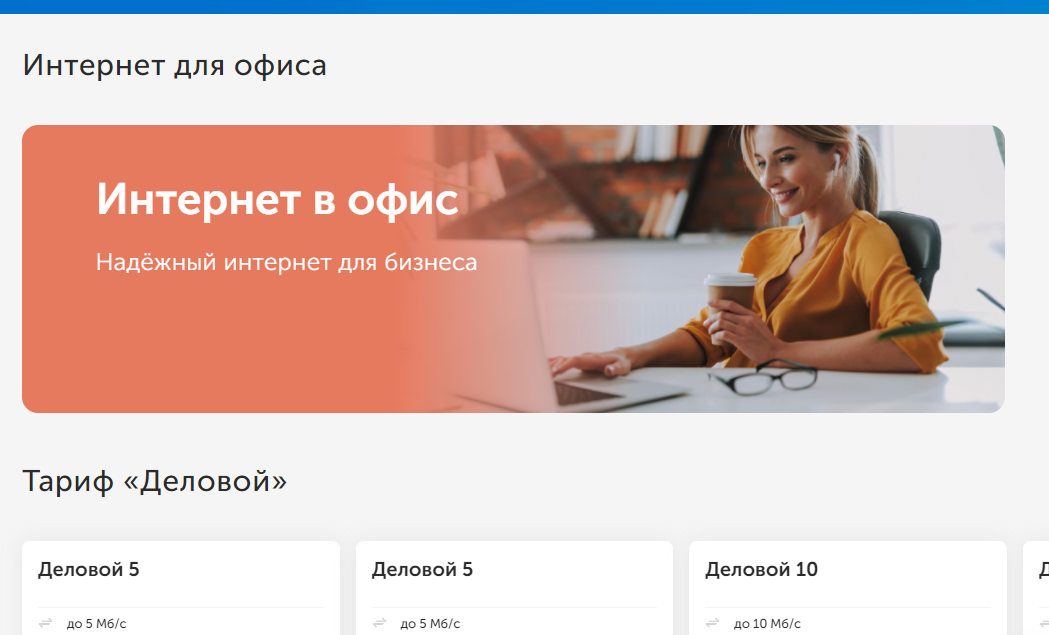 Интернет для офиса
Интернет в офис
Надёжный интернет для бизнеса
Тариф «Деловой»
Деловой 5
до 5 Мб/с
Деловой 5
до 5 Мб/с
Деловой 10
до 10 Мб/с